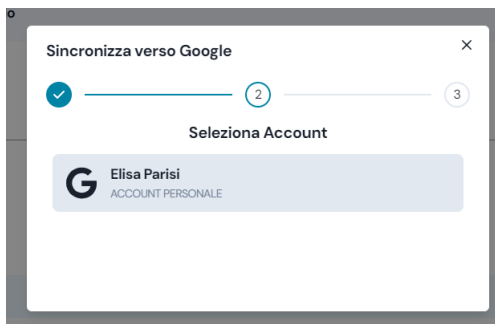 o
Sincronizza verso Google
2
3
Seleziona Account
Elisa Parisi
ACCOUNT PERSONALE